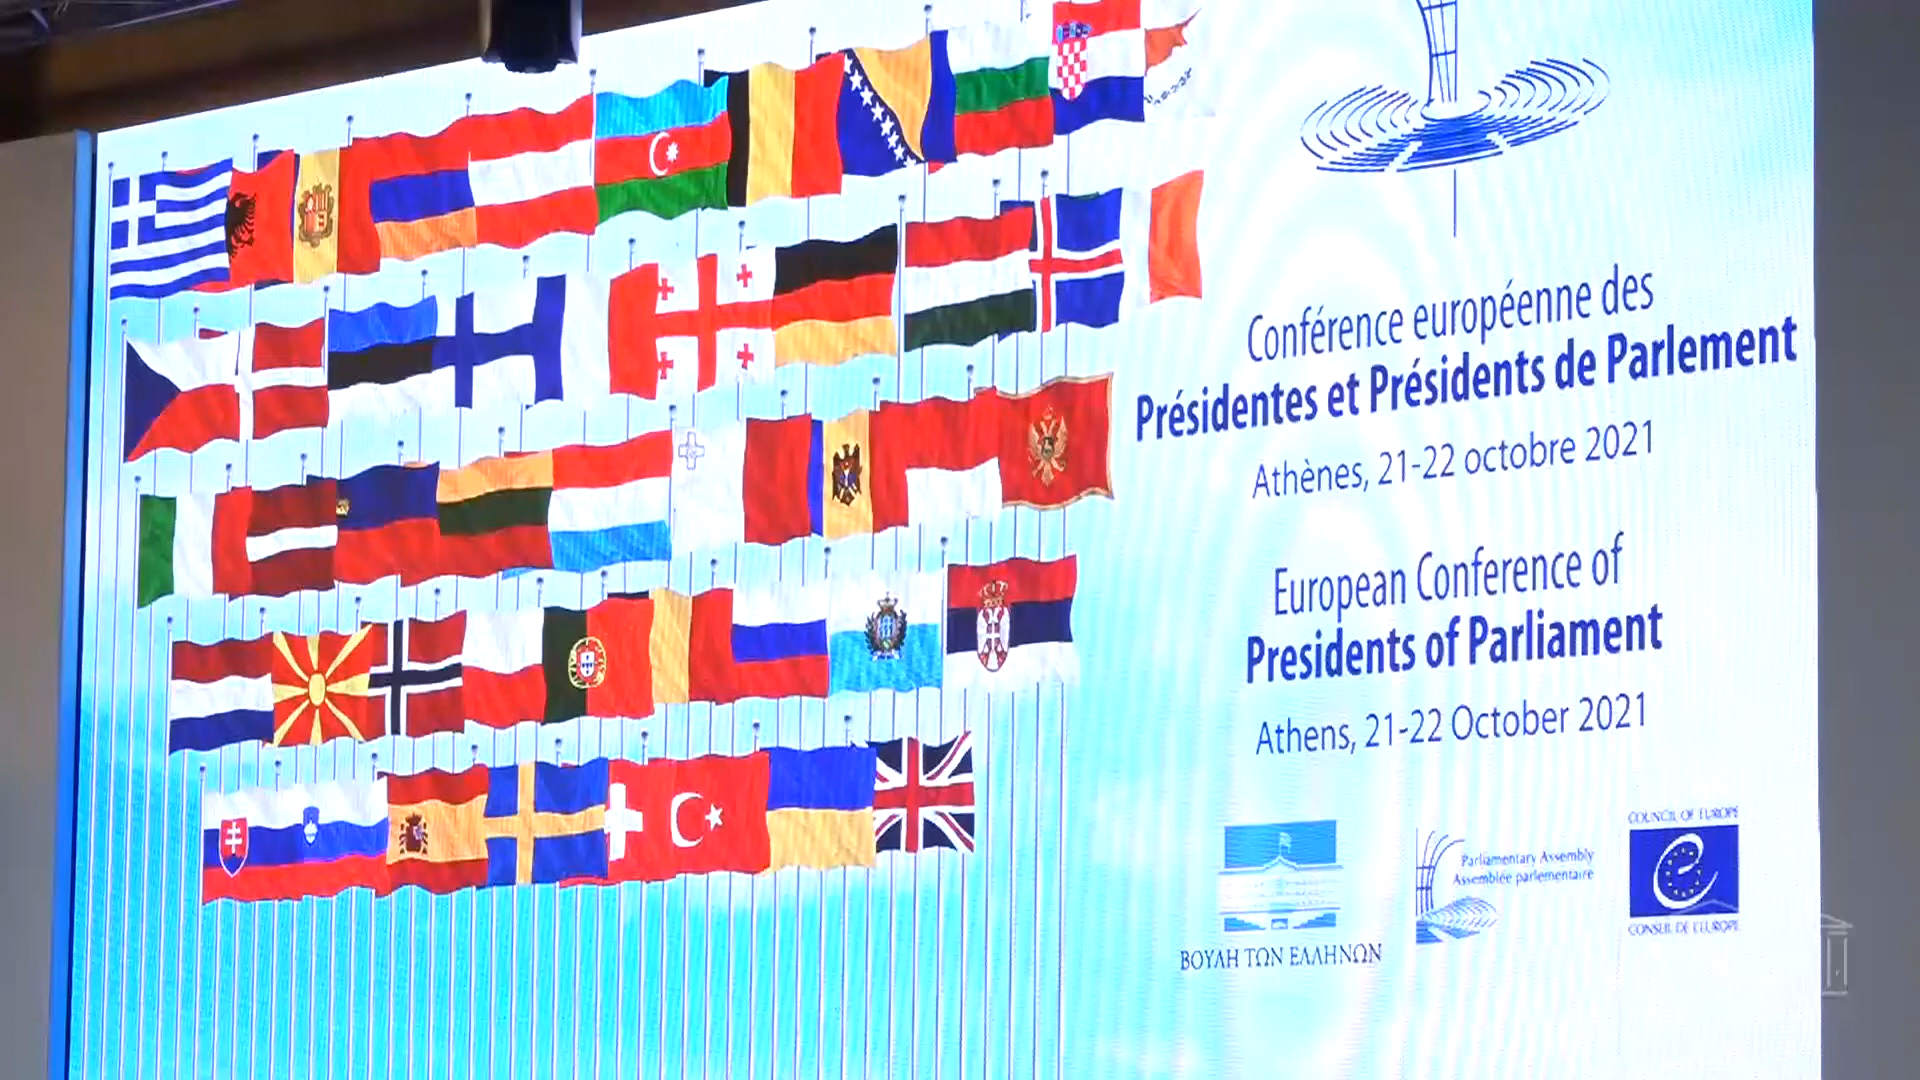 Conférence européenne des
Présidentes et Présidents de Parlement
Athènes, 21-22 octobre 2021
European Conference of
Presidents of Parliament
Athens, 21-22 October 2021
ΒΟΥΛΗ ΤΩΝ ΕΛΛΗΝΩΝ
Parliamentary Assembly
Assemblée parlementaire
COUNCIL OF EUROPE
CONSEIL DE L'EUROPE